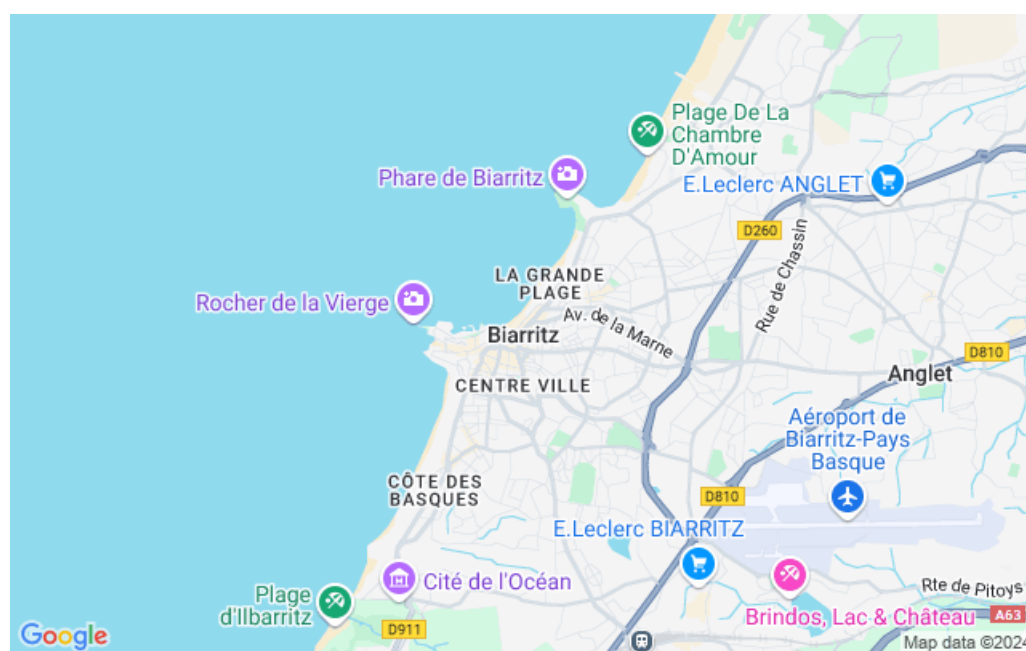 Plage De La
Chambre
D'Amour
Phare de Biarritz
E.Leclerc ANGLET
D260
Rue de Chassin
LA GRANDE
PLAGE
Rocher de la Vierge
Av. de la Marne
Biarritz
D810
Anglet
CENTRE VILLE
Aéroport de
Biarritz-Pays
Basque
CÔTE DES
BASQUES
D810
E.Leclerc BIARRITZ
Cité de l'Océan
Plage
d'Ilbarritz
Rte de Pitoys
Brindos, Lac & Château
A63
D911
Google
Map data ©2024